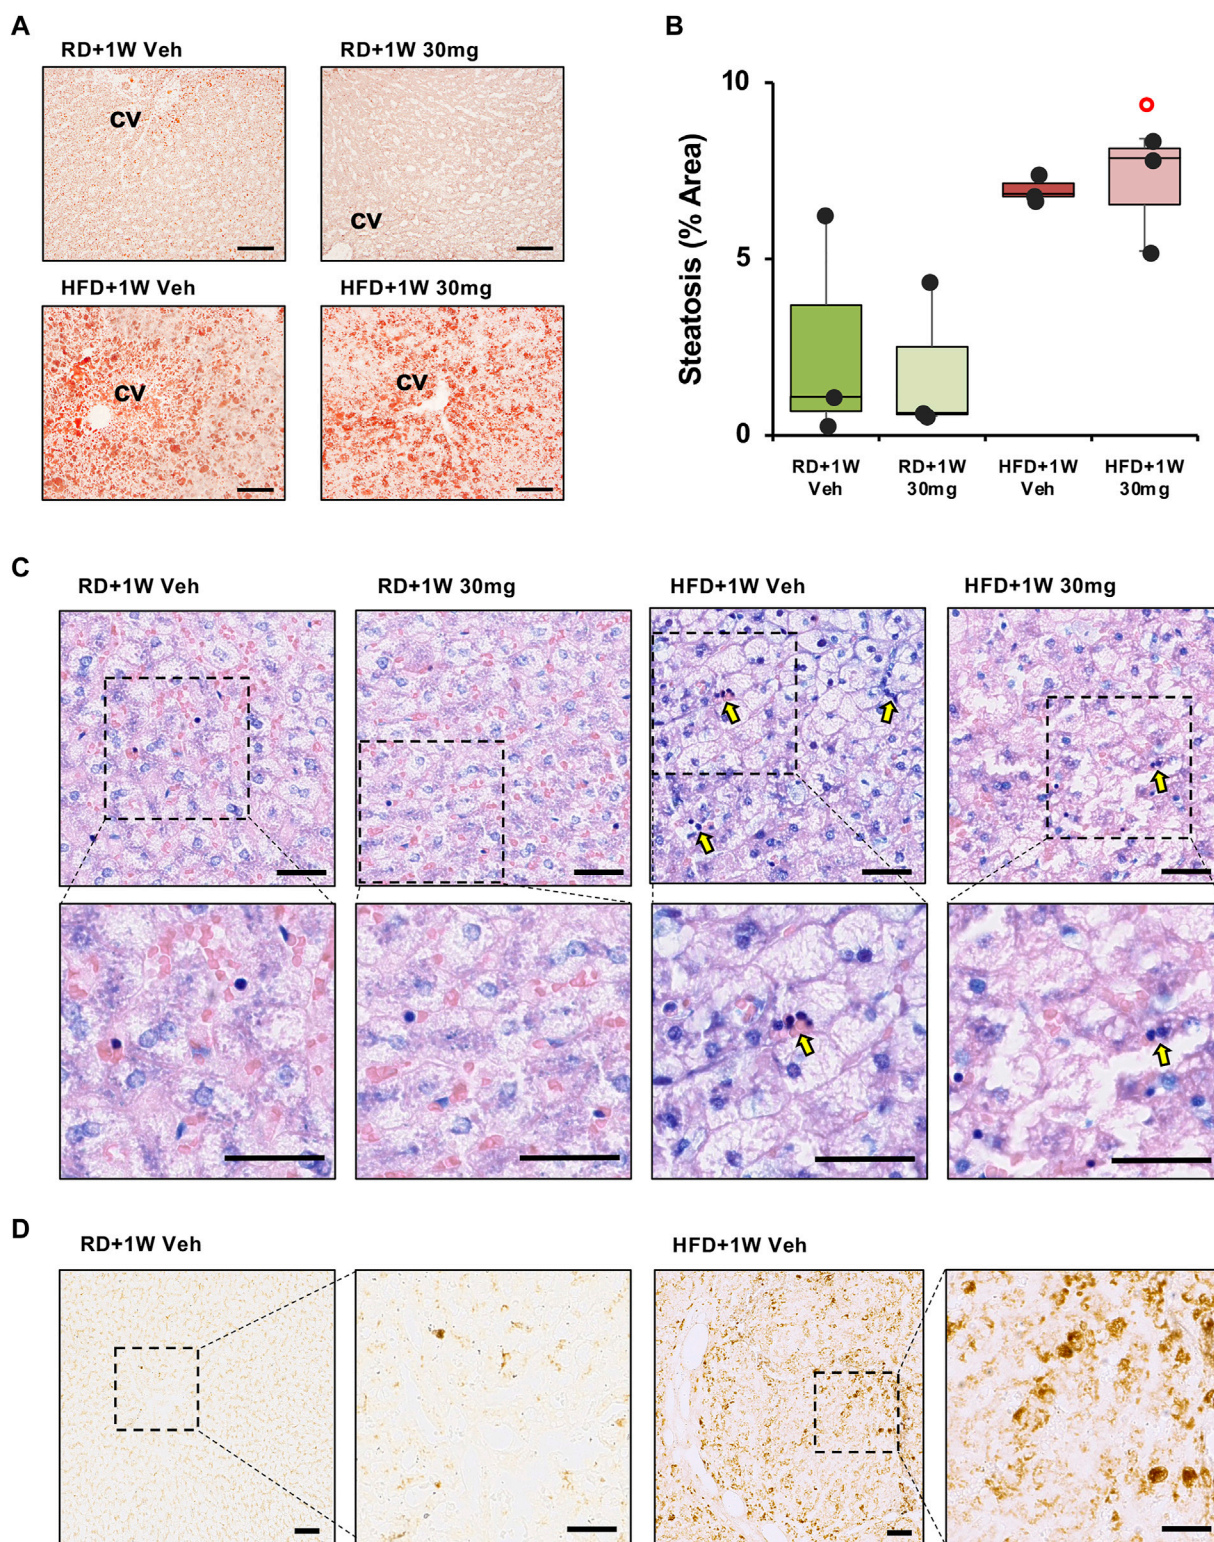 A
RD+1W Veh
RD+1W 30mg
CV
CV
HFD+1W Veh
HFD+1W 30mg
CV
CV
B
Steatosis (% Area)
10
5
0
RD+1W
Veh
RD+1W
30mg
HFD+1W
Veh
HFD+1W
30mg
C
RD+1W Veh
RD+1W 30mg
HFD+1W Veh
HFD+1W 30mg
D
RD+1W Veh
HFD+1W Veh